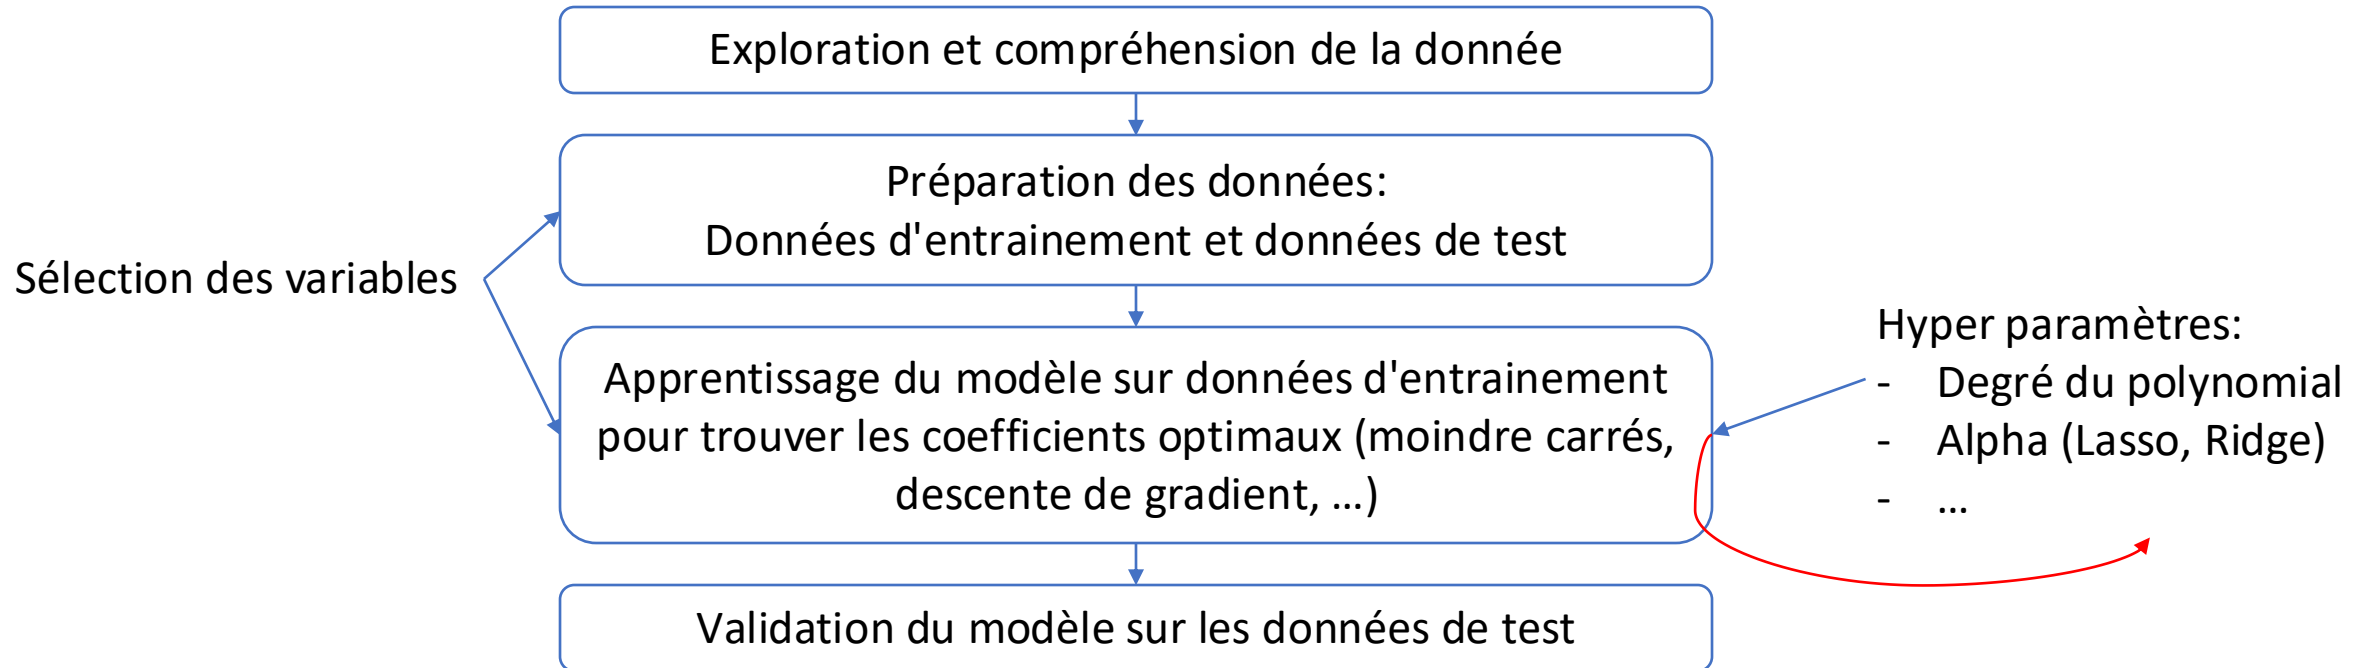 Exploration et compréhension de la donnée
Préparation des données:
Données d'entrainement et données de test
Sélection des variables
Apprentissage du modèle sur données d'entrainement
pour trouver les coefficients optimaux (moindre carrés,
descente de gradient, …)
Hyper paramètres:
- Degré du polynomial
- Alpha (Lasso, Ridge)
- …
Validation du modèle sur les données de test